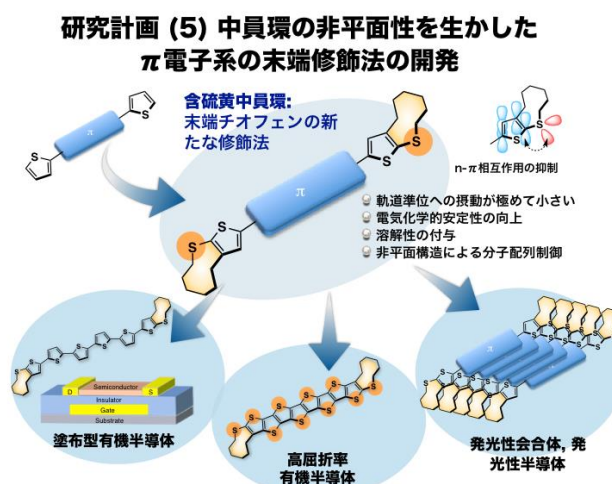 研究計画 (5) 中員環の非平面性を生かした
π電子系の末端修飾法の開発
含硫黄中員環:
末端チオフェンの新
たな修飾法
S
S
π
S
S
π
S
S
S
n-π相互作用の抑制
軌道準位への摂動が極めて小さい
電気化学的安定性の向上
溶解性の付与
非平面構造による分子配列制御
D
Semiconductor
S
Insulator
Gate
Substrate
塗布型有機半導体
高屈折率
有機半導体
π
発光性会合体, 発
光性半導体